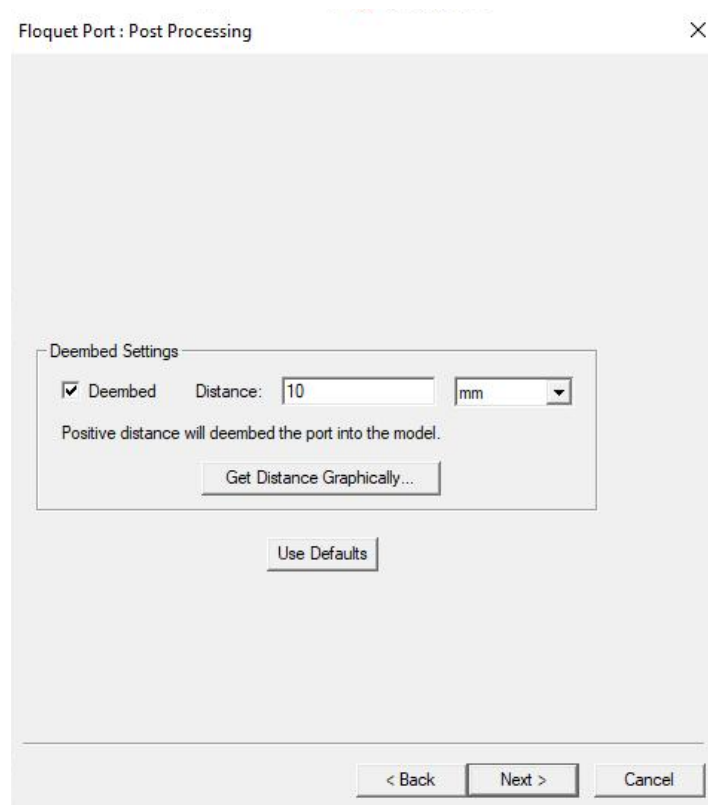 Floquet Port : Post Processing
Deembed Settings
Deembed Distance: 10 mm
Positive distance will deembed the port into the model.
Get Distance Graphically...
Use Defaults
< Back Next > Cancel